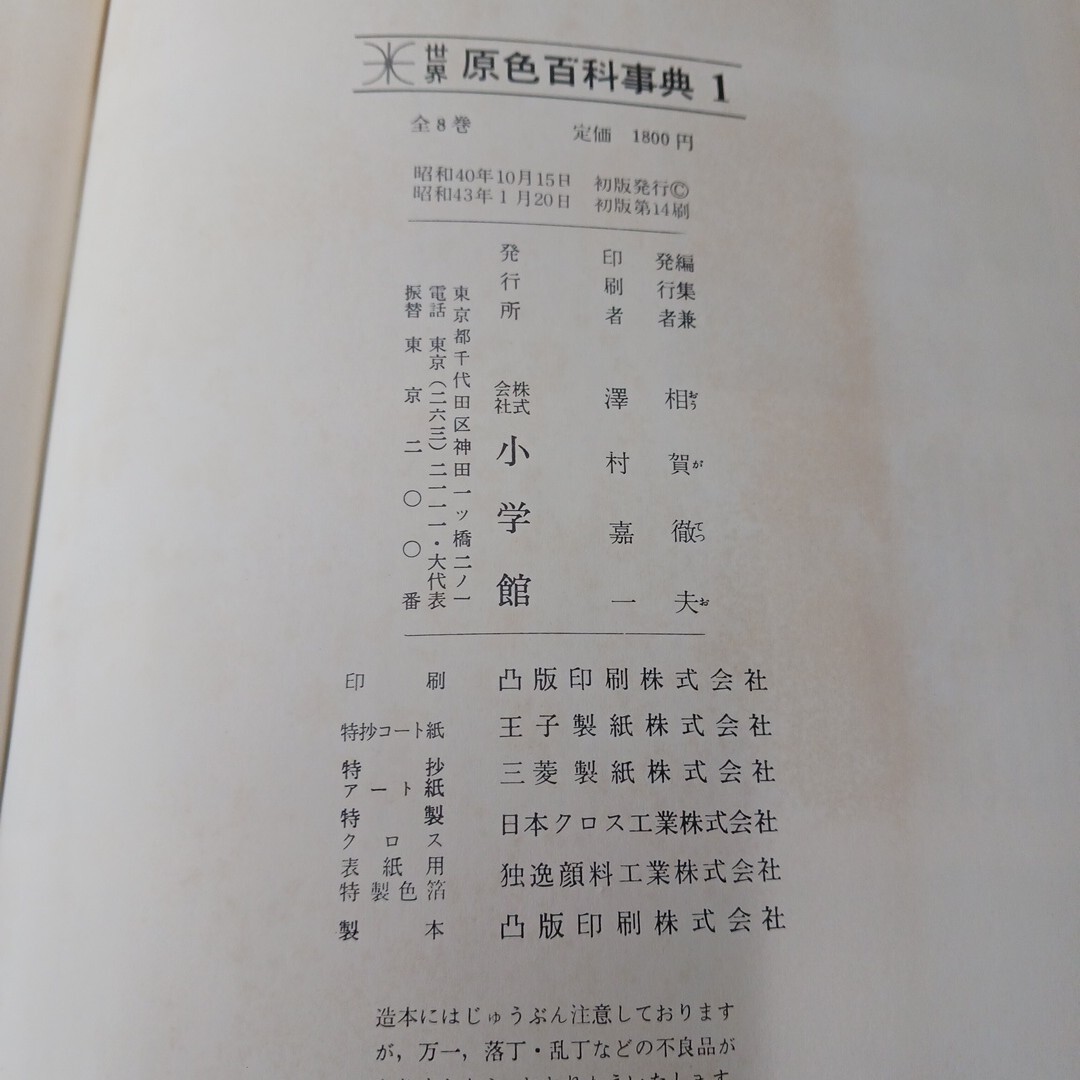 世界 原色百科事典 1
全8巻 定価 1800円
昭和40年10月15日 初版発行©
昭和43年1月20日 初版第14刷
編集兼発行者 相賀徹夫
おう が てつ お
印刷者 澤村嘉一
発行所 株式会社 小学館
東京都千代田区神田一ッ橋二ノ一
電話 東京(二六三)二一一一・大代表
振替 東京 二〇〇番
印刷 凸版印刷株式会社
特抄コート紙 王子製紙株式会社
特抄アート紙 三菱製紙株式会社
特製クロス 日本クロス工業株式会社
表紙用特製色箔 独逸顔料工業株式会社
製本 凸版印刷株式会社
造本にはじゅうぶん注意しております
が，万一，落丁・乱丁などの不良品が